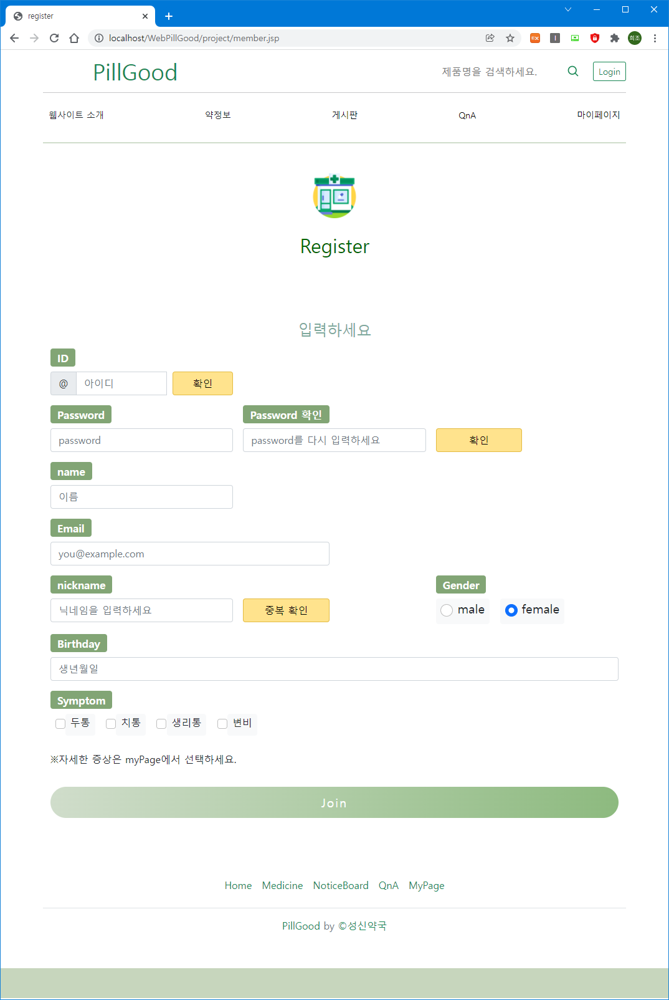 register
localhost/WebPillGood/project/member.jsp
희조
PillGood
제품명을 검색하세요.
Login
웹사이트 소개 약정보 게시판 QnA 마이페이지
Register
입력하세요
ID
@ 아이디 확인
Password Password 확인
password password를 다시 입력하세요 확인
name
이름
Email
you@example.com
nickname Gender
닉네임을 입력하세요 중복 확인 male female
Birthday
생년월일
Symptom
두통 치통 생리통 변비
※자세한 증상은 myPage에서 선택하세요.
Join
Home Medicine NoticeBoard QnA MyPage
PillGood by ©성신약국